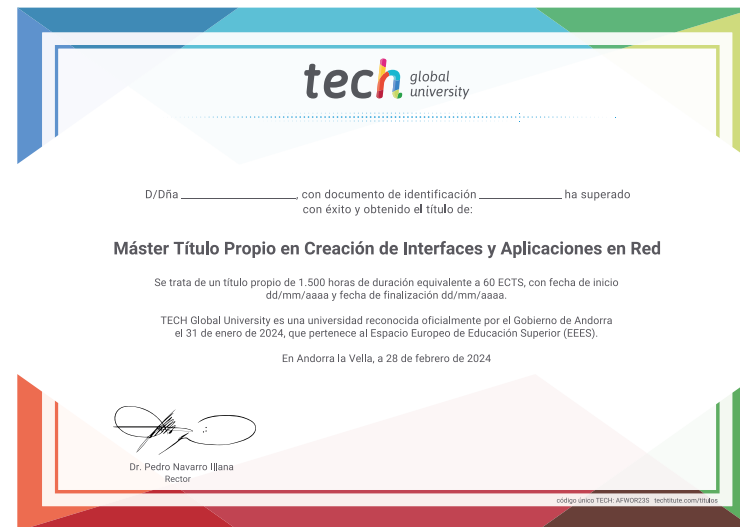 tech global university
D/Dña __________________, con documento de identificación _____________ ha superado
con éxito y obtenido el título de:
Máster Título Propio en Creación de Interfaces y Aplicaciones en Red
Se trata de un título propio de 1.500 horas de duración equivalente a 60 ECTS, con fecha de inicio
dd/mm/aaaa y fecha de finalización dd/mm/aaaa.
TECH Global University es una universidad reconocida oficialmente por el Gobierno de Andorra
el 31 de enero de 2024, que pertenece al Espacio Europeo de Educación Superior (EEES).
En Andorra la Vella, a 28 de febrero de 2024
Dr. Pedro Navarro Illana
Rector
código único TECH: AFWOR23S techtitute.com/titulos